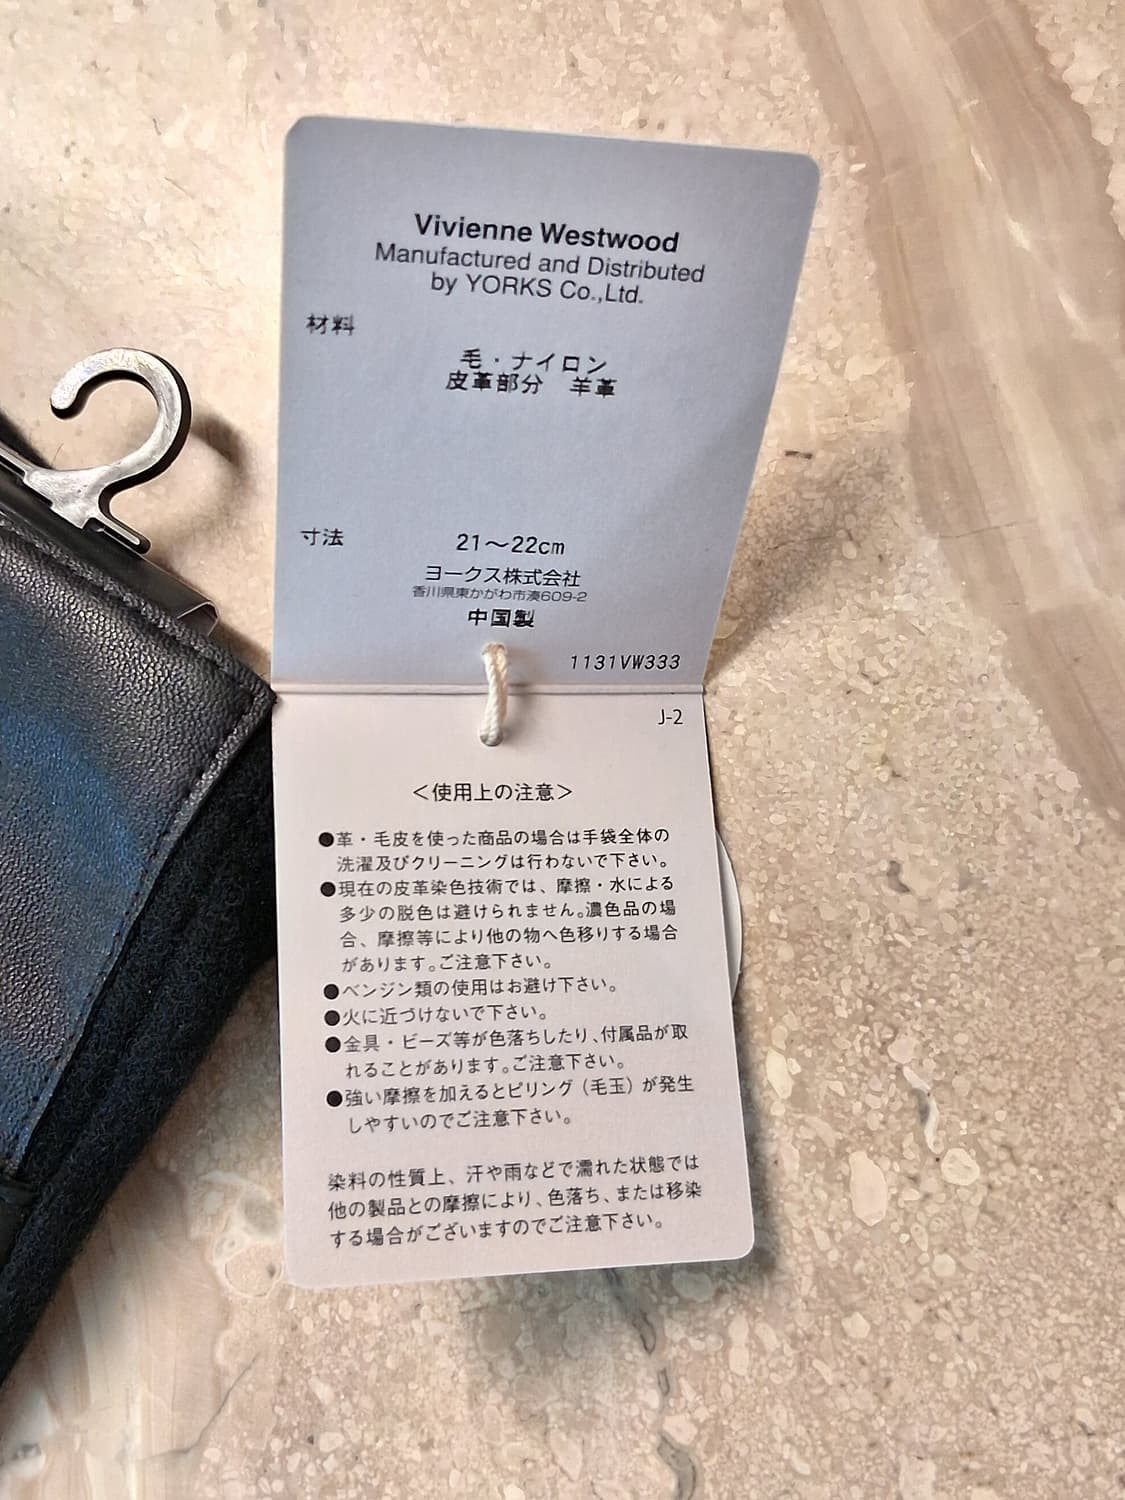 Vivienne Westwood
Manufactured and Distributed
by YORKS Co.,Ltd.
材料
毛・ナイロン
皮革部分　羊革
寸法
21〜22cm
ヨークス株式会社
香川県東かがわ市湊609-2
中国製
1131VW333
J-2
＜使用上の注意＞
●革・毛皮を使った商品の場合は手袋全体の
洗濯及びクリーニングは行わないで下さい。
●現在の皮革染色技術では、摩擦・水による
多少の脱色は避けられません。濃色品の場
合、摩擦等により他の物へ色移りする場合
があります。ご注意下さい。
●ベンジン類の使用はお避け下さい。
●火に近づけないで下さい。
●金具・ビーズ等が色落ちしたり、付属品が取
れることがあります。ご注意下さい。
●強い摩擦を加えるとピリング（毛玉）が発生
しやすいのでご注意下さい。
染料の性質上、汗や雨などで濡れた状態では
他の製品との摩擦により、色落ち、または移染
する場合がございますのでご注意下さい。